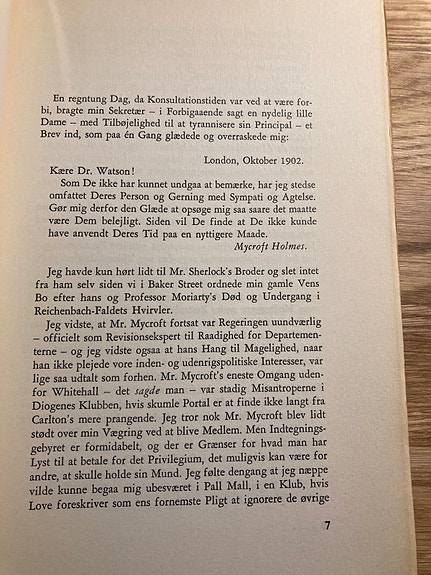 En regntung Dag, da Konsultationstiden var ved at være for-
bi, bragte min Sekretær – i Forbigaaende sagt en nydelig lille
Dame – med Tilbøjelighed til at tyrannisere sin Principal – et
Brev ind, som paa én Gang glædede og overraskede mig:
London, Oktober 1902.
Kære Dr. Watson!
Som De ikke har kunnet undgaa at bemærke, har jeg stedse
omfattet Deres Person og Gerning med Sympati og Agtelse.
Gør mig derfor den Glæde at opsøge mig saa saare det maatte
være Dem belejligt. Siden vil De finde at De ikke kunde
have anvendt Deres Tid paa en nyttigere Maade.
Mycroft Holmes.
Jeg havde kun hørt lidt til Mr. Sherlock's Broder og slet intet
fra ham selv siden vi i Baker Street ordnede min gamle Vens
Bo efter hans og Professor Moriarty's Død og Undergang i
Reichenbach-Faldets Hvirvler.
Jeg vidste, at Mr. Mycroft fortsat var Regeringen uundværlig
– officielt som Revisionsekspert til Raadighed for Departemen-
terne – og jeg vidste ogsaa at hans Hang til Magelighed, naar
han ikke plejede vore inden- og udenrigspolitiske Interesser, var
lige saa udtalt som forhen. Mr. Mycroft's eneste Omgang uden-
for Whitehall – det sagde man – var stadig Misantroperne i
Diogenes Klubben, hvis skumle Portal er at finde ikke langt fra
Carlton's mere prangende. Jeg tror nok Mr. Mycroft blev lidt
stødt over min Vægring ved at blive Medlem. Men Indtegnings-
gebyret er formidabelt, og der er Grænser for hvad man har
Lyst til at betale for det Privilegium, det muligvis kan være for
andre, at skulle holde sin Mund. Jeg følte dengang at jeg næppe
vilde kunne begaa mig ubesværet i Pall Mall, i en Klub, hvis
Love foreskriver som ens fornemste Pligt at ignorere de øvrige
7